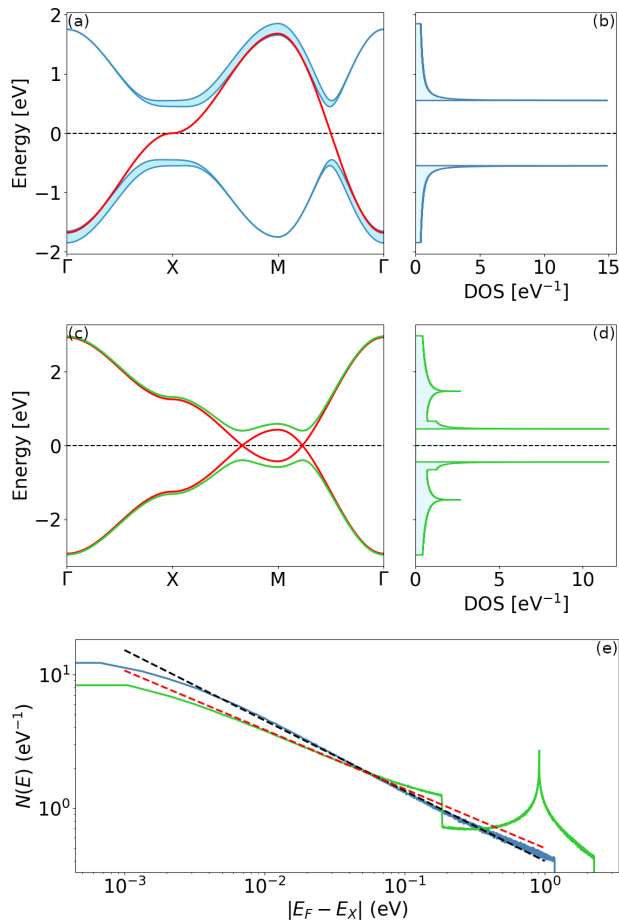 (a)
(b)
Energy [eV]
2
1
0
−1
−2
Γ
X
M
Γ
0
5
10
15
DOS [eV⁻¹]
(c)
(d)
Energy [eV]
2
0
−2
Γ
X
M
Γ
0
5
10
DOS [eV⁻¹]
(e)
N(E) (eV⁻¹)
10¹
10⁰
10⁻³
10⁻²
10⁻¹
10⁰
|E_F − E_X| (eV)